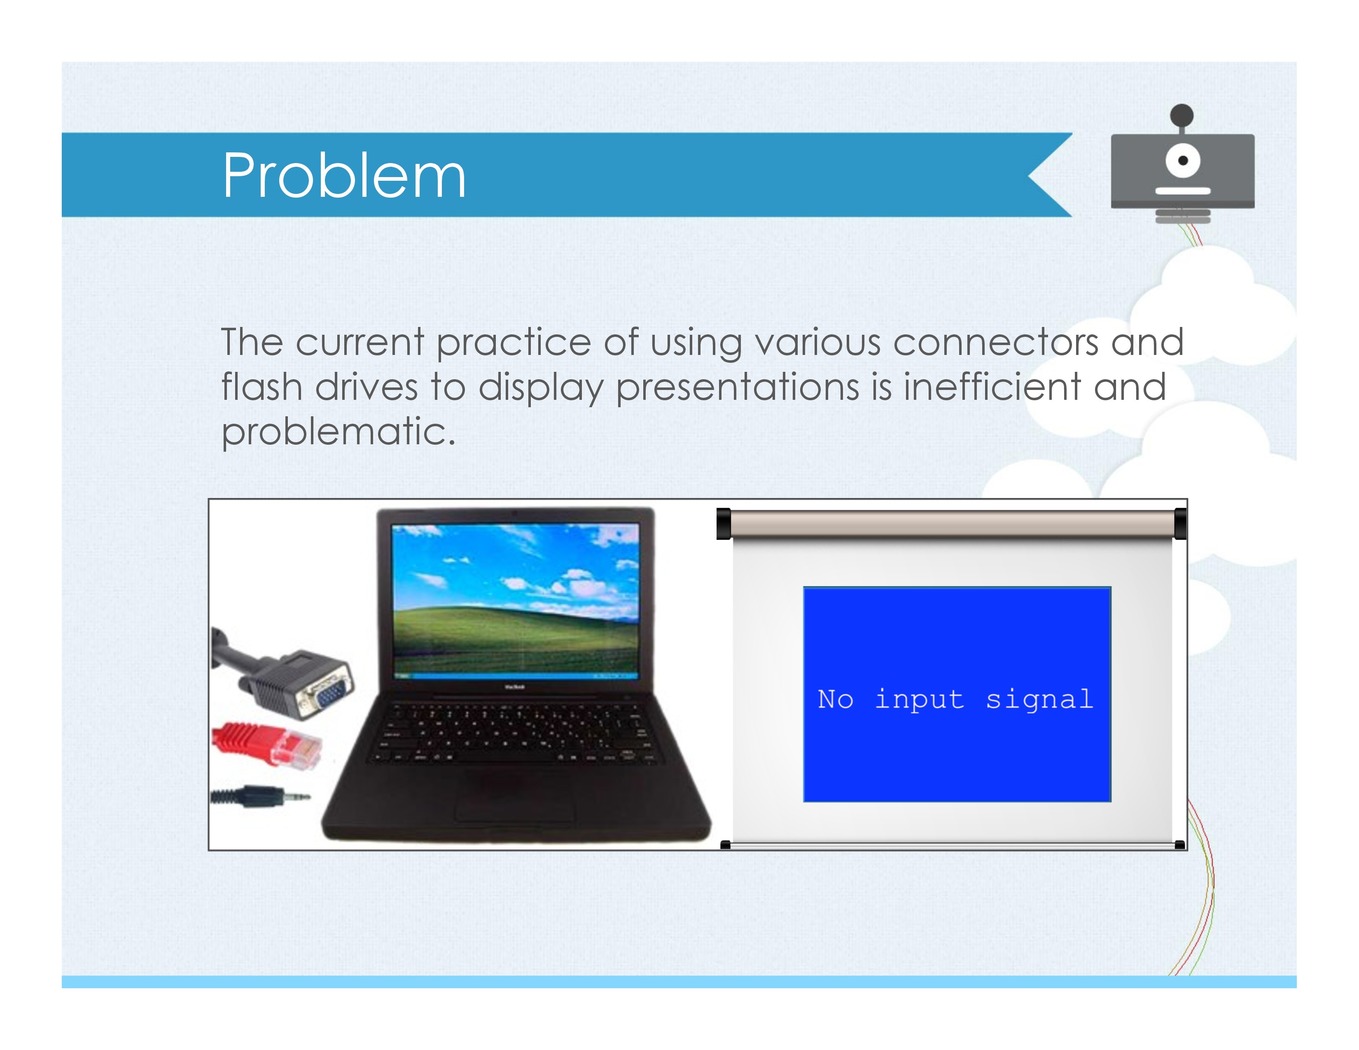 Problem
The current practice of using various connectors and
flash drives to display presentations is inefficient and
problematic.
MacBook
No input signal